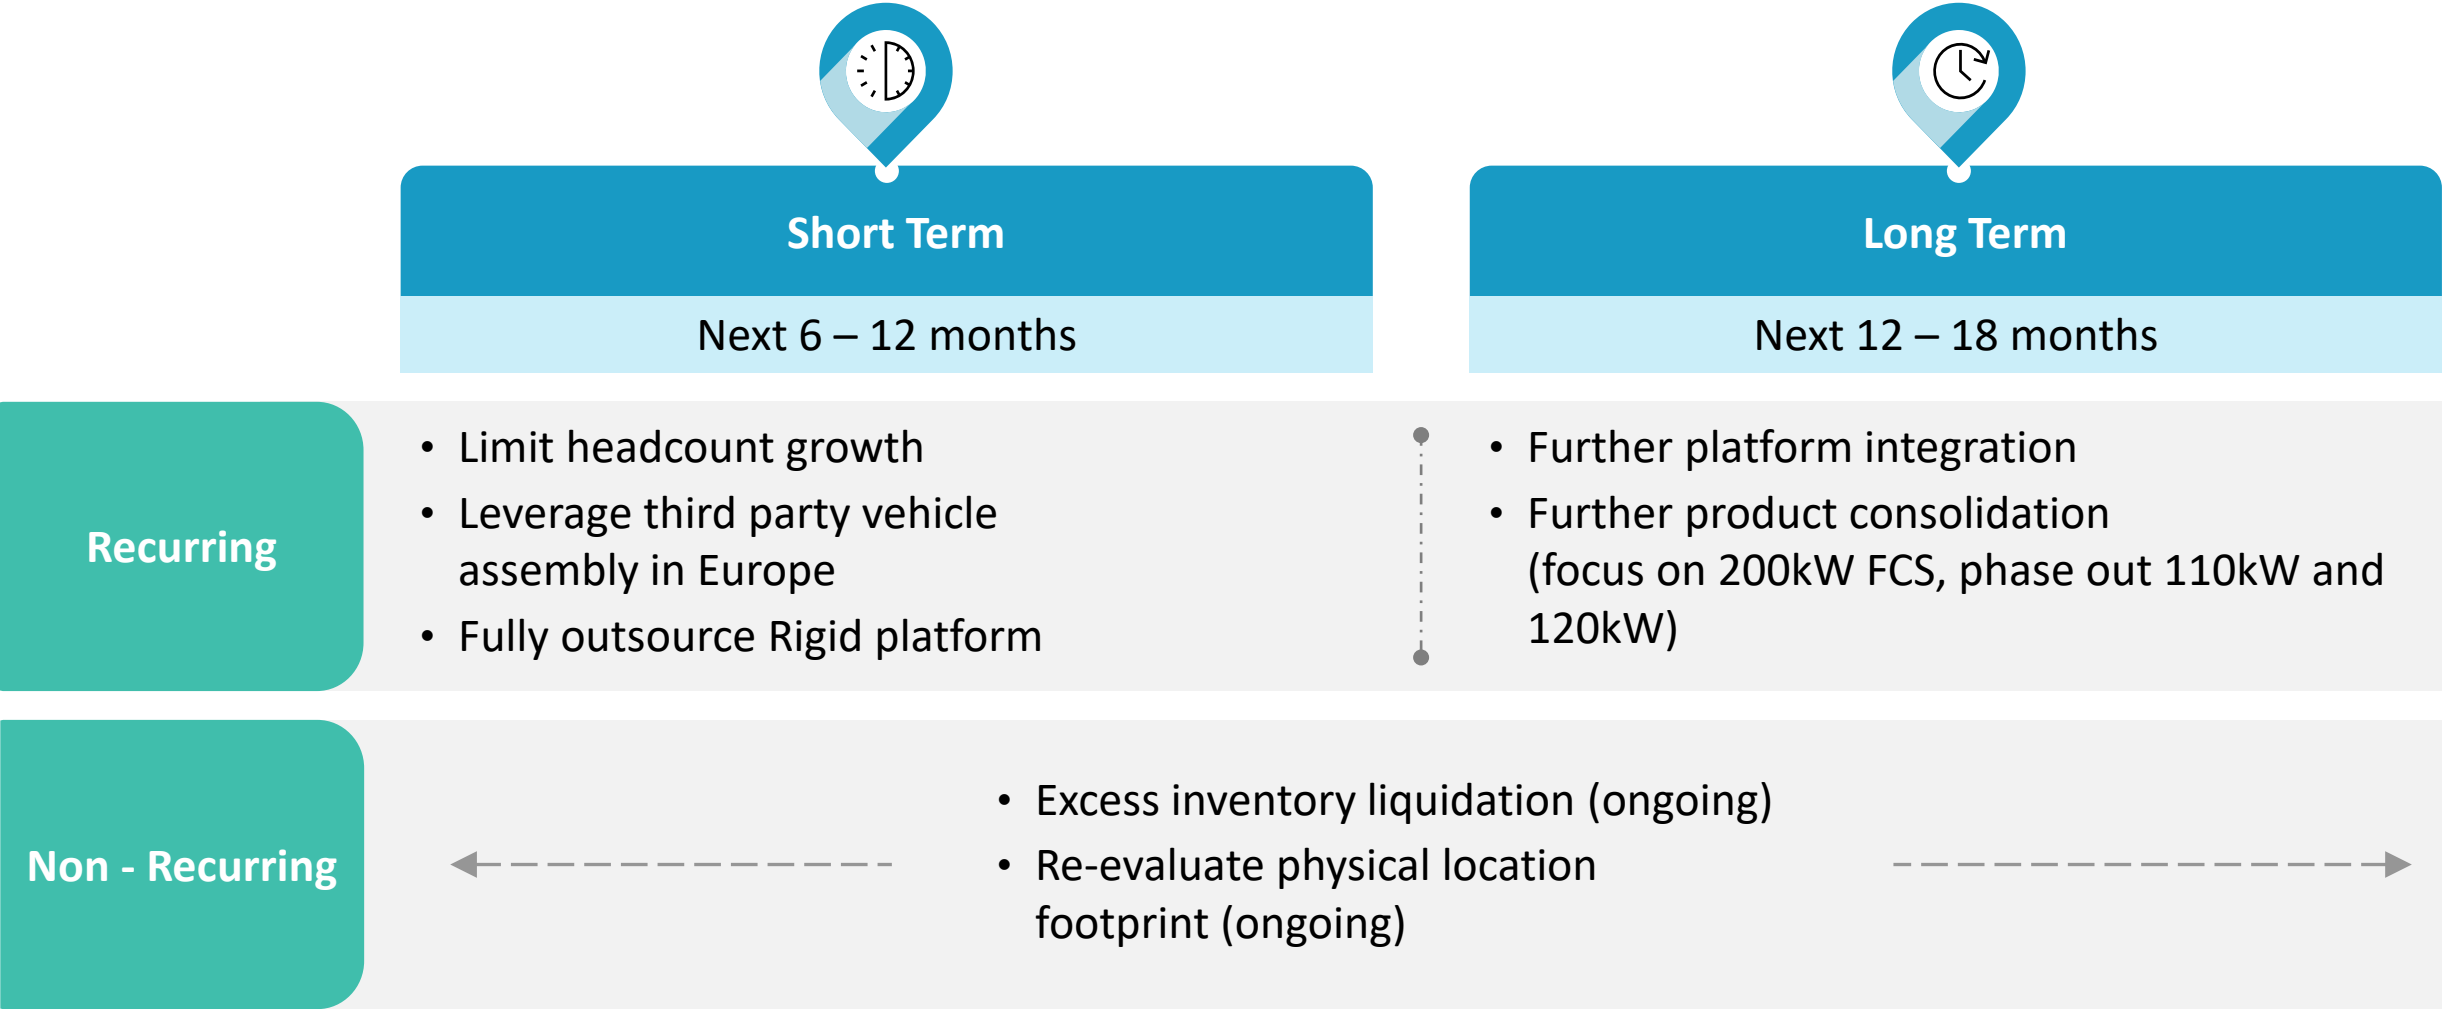 Short Term
Long Term
Next 6 – 12 months
Next 12 – 18 months
Recurring
• Limit headcount growth
• Leverage third party vehicle
assembly in Europe
• Fully outsource Rigid platform
• Further platform integration
• Further product consolidation
(focus on 200kW FCS, phase out 110kW and
120kW)
Non - Recurring
• Excess inventory liquidation (ongoing)
• Re-evaluate physical location
footprint (ongoing)